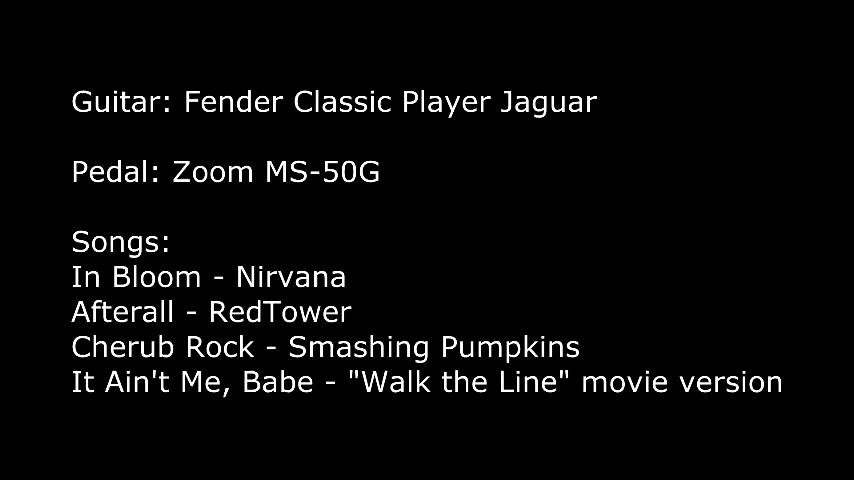 Guitar: Fender Classic Player Jaguar
Pedal: Zoom MS-50G
Songs:
In Bloom - Nirvana
Afterall - RedTower
Cherub Rock - Smashing Pumpkins
It Ain't Me, Babe - "Walk the Line" movie version